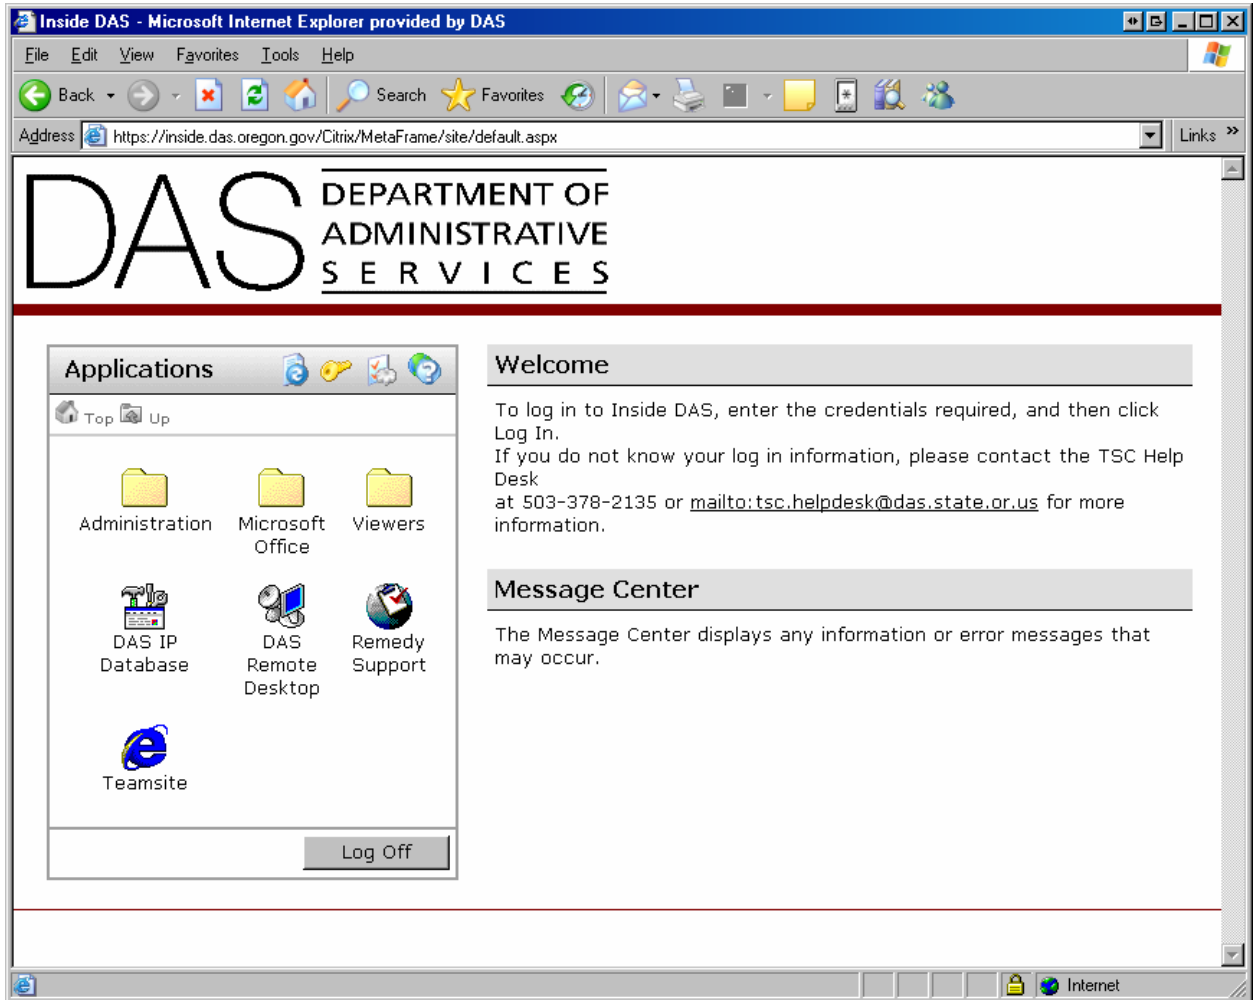 Inside DAS - Microsoft Internet Explorer provided by DAS
File Edit View Favorites Tools Help
Back Search Favorites
Address https://inside.das.oregon.gov/Citrix/MetaFrame/site/default.aspx Links »
DAS
DEPARTMENT OF
ADMINISTRATIVE
SERVICES
Applications
Top Up
Administration
Microsoft
Office
Viewers
DAS IP
Database
DAS
Remote
Desktop
Remedy
Support
Teamsite
Log Off
Welcome
To log in to Inside DAS, enter the credentials required, and then click
Log In.
If you do not know your log in information, please contact the TSC Help
Desk
at 503-378-2135 or mailto:tsc.helpdesk@das.state.or.us for more
information.
Message Center
The Message Center displays any information or error messages that
may occur.
Internet